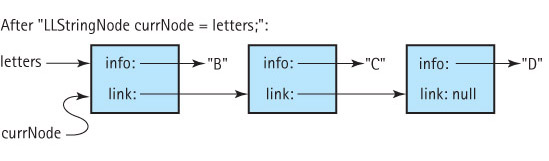 After "LLStringNode currNode = letters;":
letters info: "B" info: "C" info: "D"
link: link: link: null
currNode